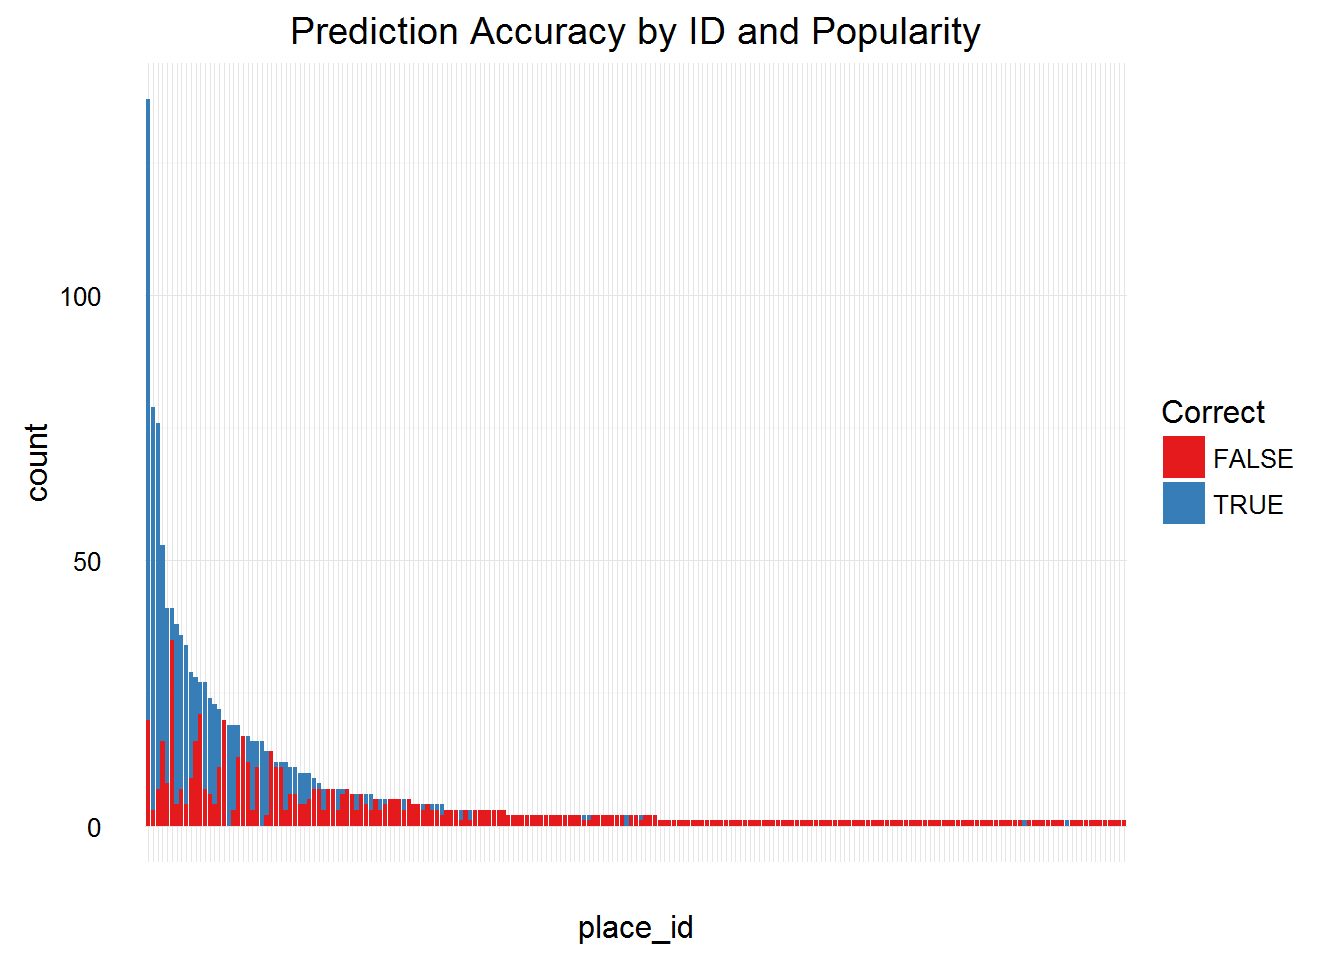 Prediction Accuracy by ID and Popularity
100
50
0
count
place_id
Correct
FALSE
TRUE